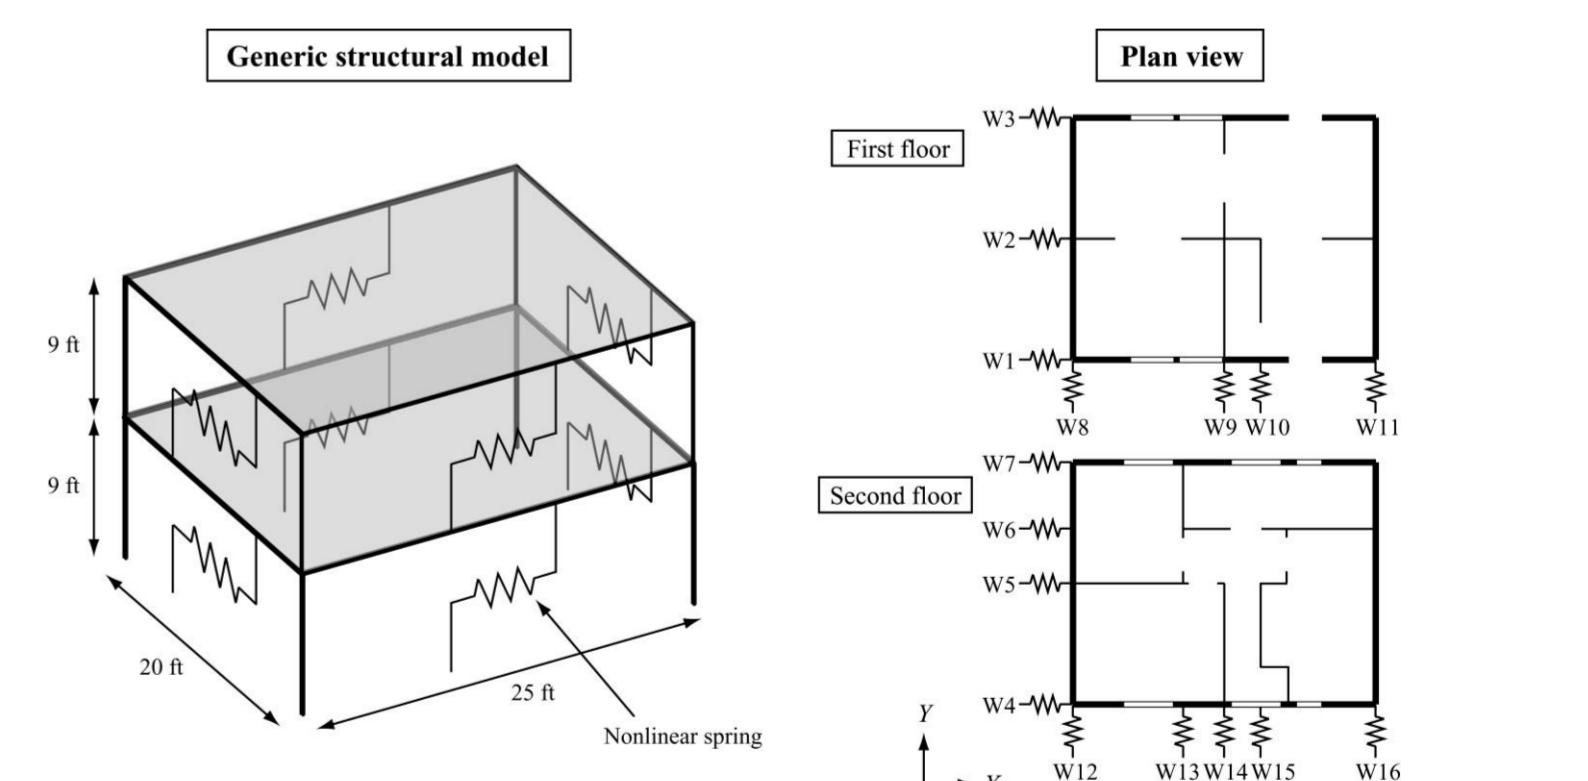 Generic structural model
Plan view
First floor
W3
W2
W1
W8
W9 W10
W11
9 ft
9 ft
20 ft
25 ft
Nonlinear spring
Second floor
W7
W6
W5
W4
W12
W13 W14 W15
W16
Y